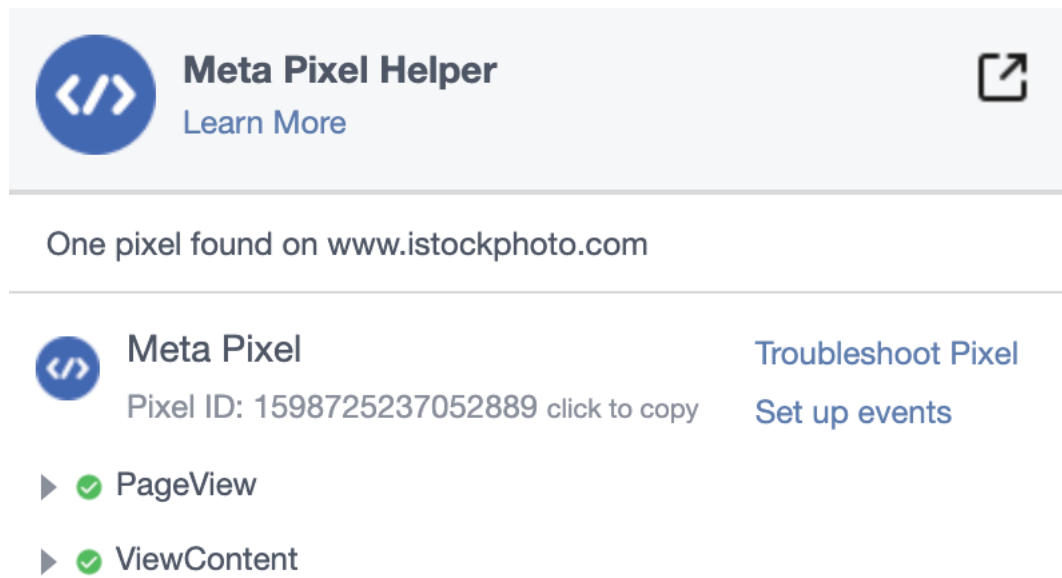 Meta Pixel Helper
Learn More
One pixel found on www.istockphoto.com
Meta Pixel
Troubleshoot Pixel
Pixel ID: 1598725237052889 click to copy
Set up events
PageView
ViewContent